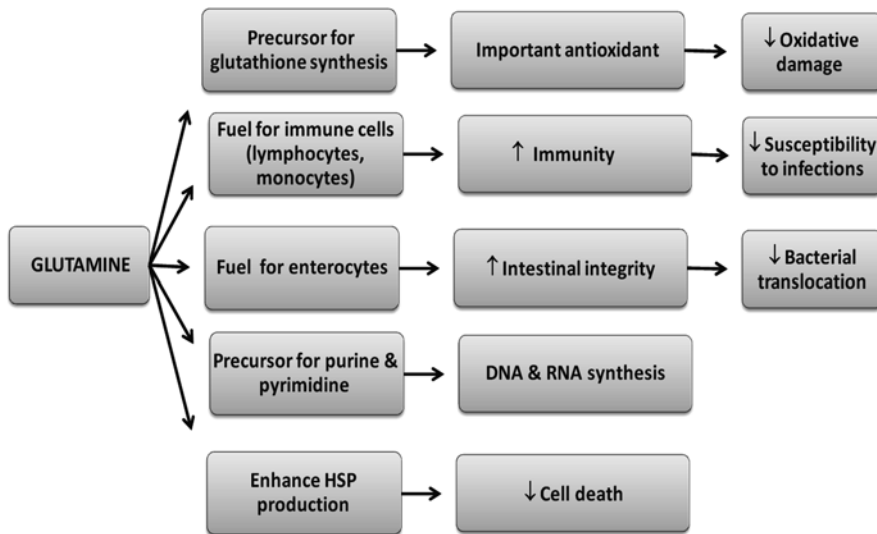 Precursor for
glutathione synthesis
Important antioxidant
↓ Oxidative
damage
Fuel for immune cells
(lymphocytes,
monocytes)
↑ Immunity
↓ Susceptibility
to infections
GLUTAMINE
Fuel for enterocytes
↑ Intestinal integrity
↓ Bacterial
translocation
Precursor for purine &
pyrimidine
DNA & RNA synthesis
Enhance HSP
production
↓ Cell death